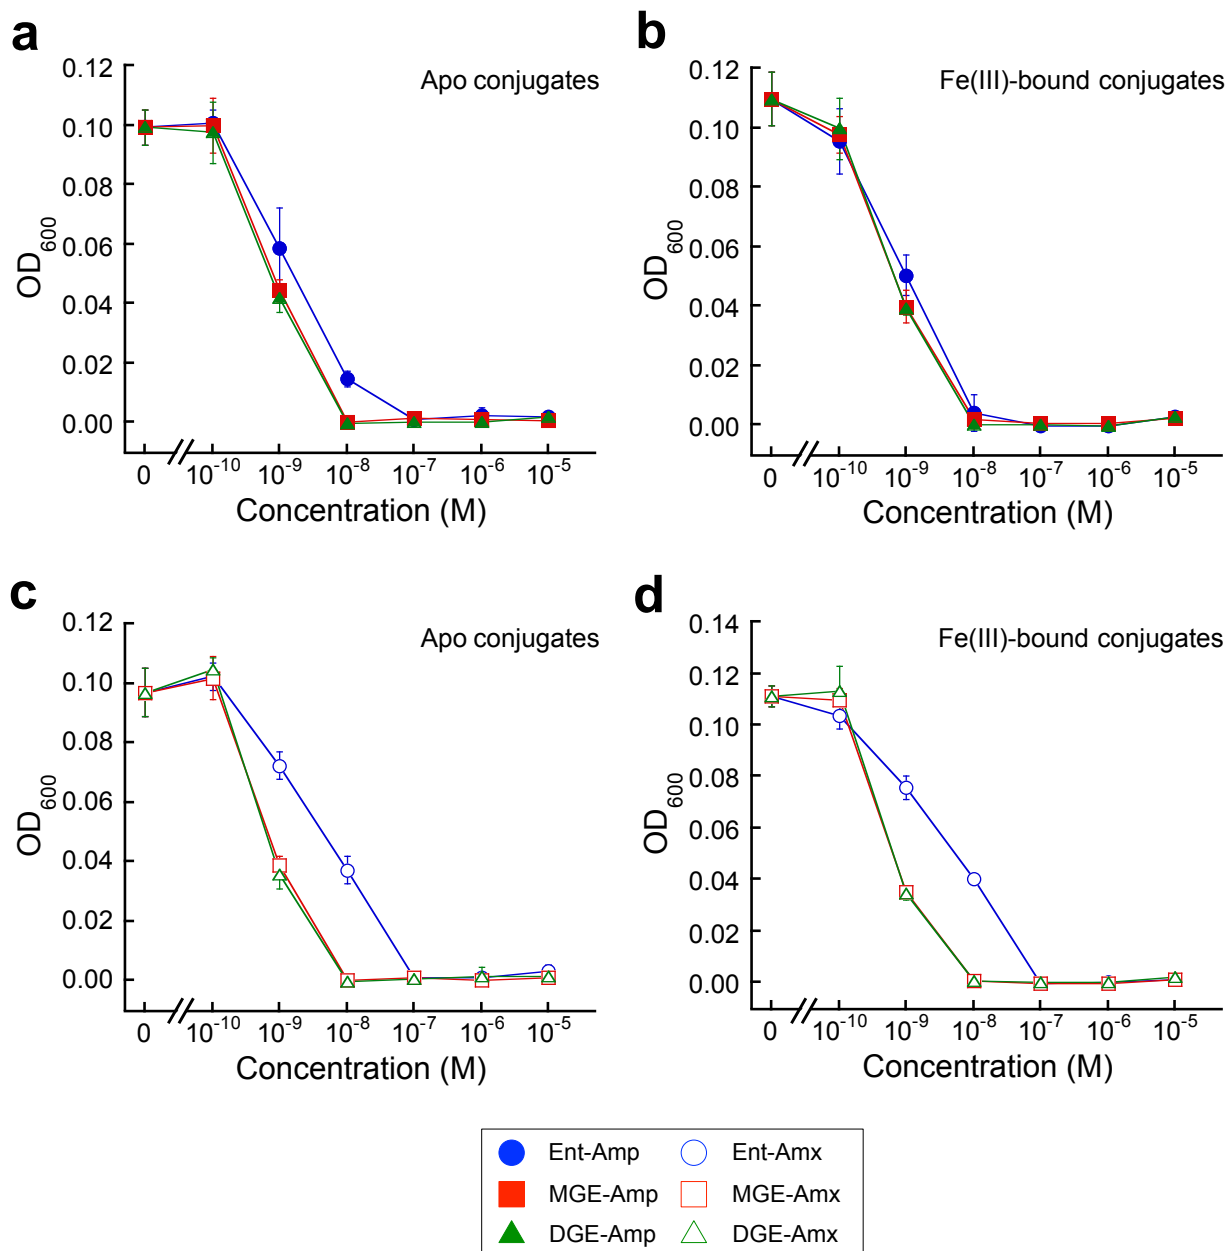 a
Apo conjugates
0.12
0.10
0.08
0.06
0.04
0.02
0.00
OD600
0 10-10 10-9 10-8 10-7 10-6 10-5
Concentration (M)
b
Fe(III)-bound conjugates
0.12
0.10
0.08
0.06
0.04
0.02
0.00
OD600
0 10-10 10-9 10-8 10-7 10-6 10-5
Concentration (M)
c
Apo conjugates
0.12
0.10
0.08
0.06
0.04
0.02
0.00
OD600
0 10-10 10-9 10-8 10-7 10-6 10-5
Concentration (M)
d
Fe(III)-bound conjugates
0.14
0.12
0.10
0.08
0.06
0.04
0.02
0.00
OD600
0 10-10 10-9 10-8 10-7 10-6 10-5
Concentration (M)
Ent-Amp Ent-Amx
MGE-Amp MGE-Amx
DGE-Amp DGE-Amx